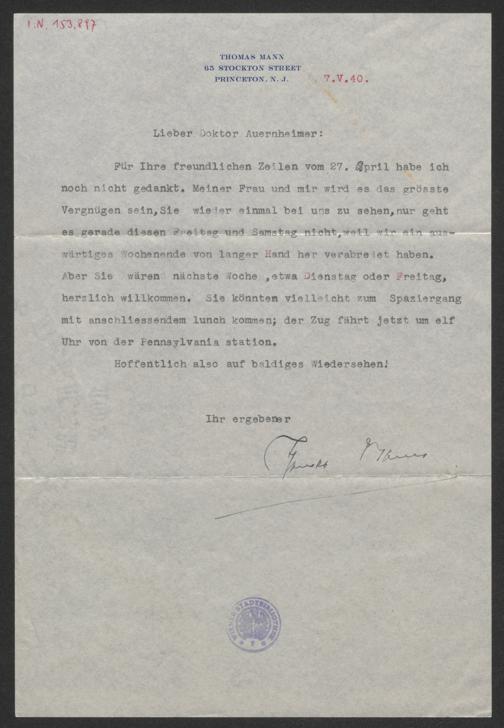 I.N. 153.897
THOMAS MANN
65 STOCKTON STREET
PRINCETON, N. J.
7.V.40.
Lieber Doktor Auernheimer:
Für Ihre freundlichen Zeilen vom 27. April habe ich
noch nicht gedankt. Meiner Frau und mir wird es das grösste
Vergnügen sein,Sie wieder einmal bei uns zu sehen,nur geht
es gerade diesen Freitag und Samstag nicht,weil wir ein aus-
wärtiges Wochenende von langer Hand her verabredet haben.
Aber Sie wären nächste Woche ,etwa Dienstag oder Freitag,
herzlich willkommen. Sie könnten vielleicht zum Spaziergang
mit anschliessendem lunch kommen; der Zug fährt jetzt um elf
Uhr von der Pennsylvania station.
Hoffentlich also auf baldiges Wiedersehen!
Ihr ergebener
Thomas Mann
WIENER STADTBIBLIOTHEK